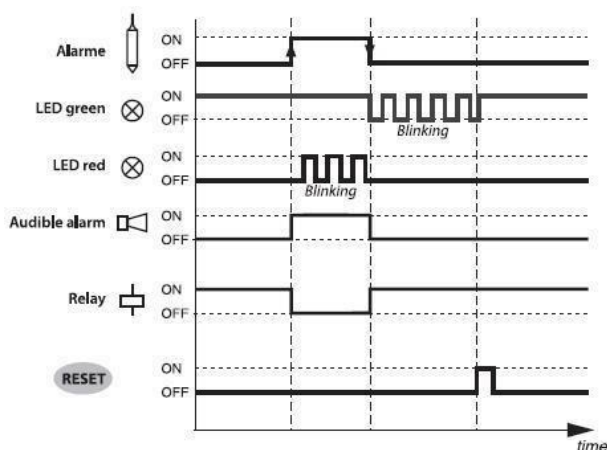 Alarme
ON
OFF
LED green
ON
OFF
Blinking
LED red
ON
OFF
Blinking
Audible alarm
ON
OFF
Relay
ON
OFF
RESET
ON
OFF
time